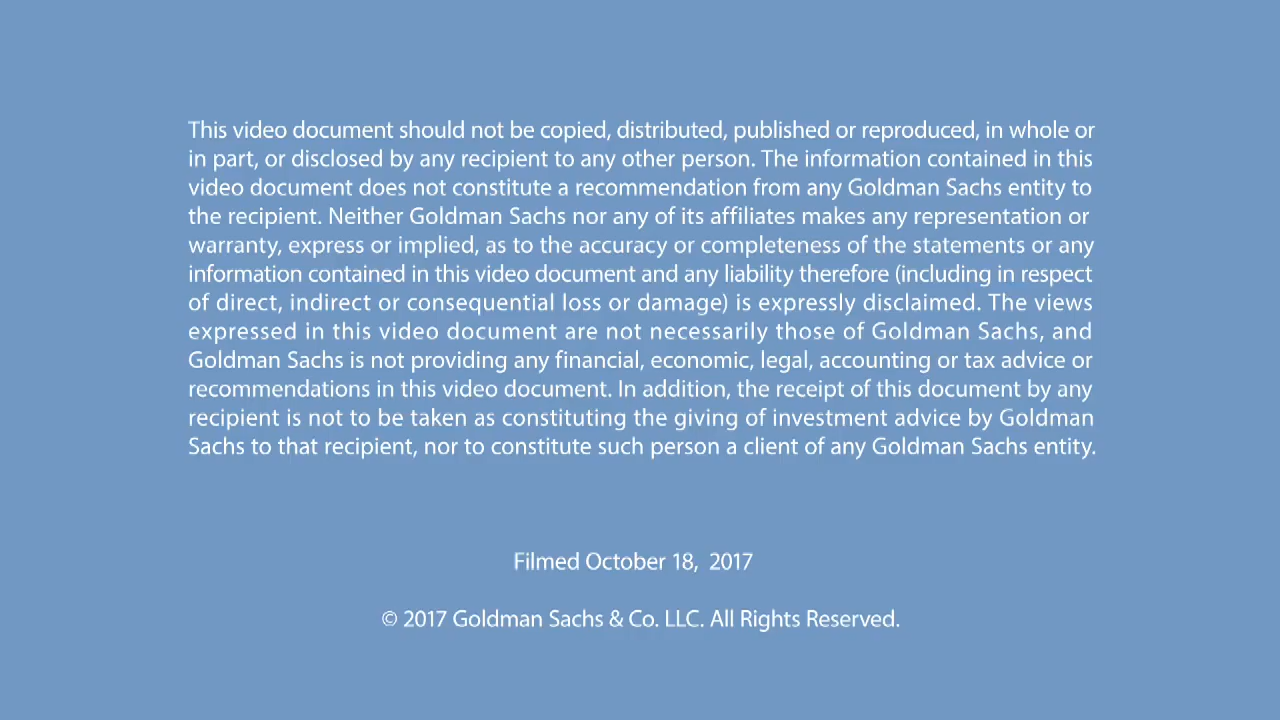 This video document should not be copied, distributed, published or reproduced, in whole or
in part, or disclosed by any recipient to any other person. The information contained in this
video document does not constitute a recommendation from any Goldman Sachs entity to
the recipient. Neither Goldman Sachs nor any of its affiliates makes any representation or
warranty, express or implied, as to the accuracy or completeness of the statements or any
information contained in this video document and any liability therefore (including in respect
of direct, indirect or consequential loss or damage) is expressly disclaimed. The views
expressed in this video document are not necessarily those of Goldman Sachs, and
Goldman Sachs is not providing any financial, economic, legal, accounting or tax advice or
recommendations in this video document. In addition, the receipt of this document by any
recipient is not to be taken as constituting the giving of investment advice by Goldman
Sachs to that recipient, nor to constitute such person a client of any Goldman Sachs entity.
Filmed October 18, 2017
© 2017 Goldman Sachs & Co. LLC. All Rights Reserved.